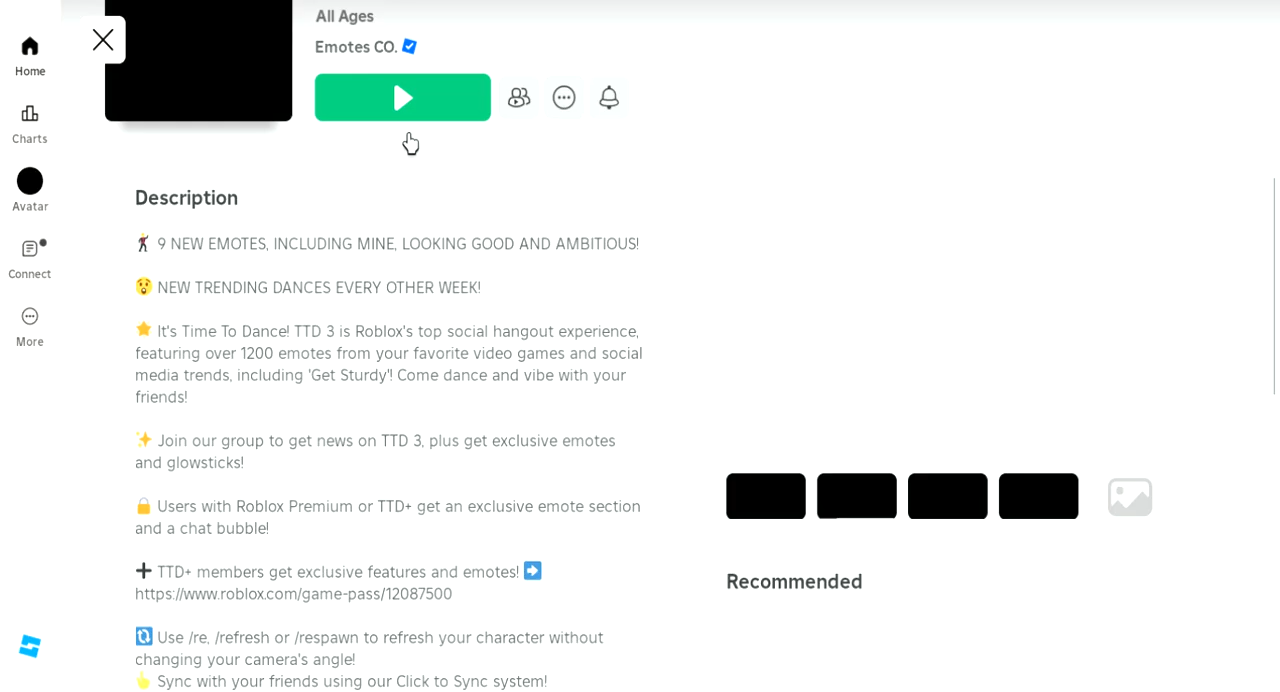 Home
Charts
Avatar
Connect
More
All Ages
Emotes CO.
Description
🕺 9 NEW EMOTES, INCLUDING MINE, LOOKING GOOD AND AMBITIOUS!
😲 NEW TRENDING DANCES EVERY OTHER WEEK!
⭐ It's Time To Dance! TTD 3 is Roblox's top social hangout experience,
featuring over 1200 emotes from your favorite video games and social
media trends, including 'Get Sturdy'! Come dance and vibe with your
friends!
✨ Join our group to get news on TTD 3, plus get exclusive emotes
and glowsticks!
🔒 Users with Roblox Premium or TTD+ get an exclusive emote section
and a chat bubble!
➕ TTD+ members get exclusive features and emotes! ➡️
https://www.roblox.com/game-pass/12087500
🔃 Use /re, /refresh or /respawn to refresh your character without
changing your camera's angle!
👆 Sync with your friends using our Click to Sync system!
Recommended